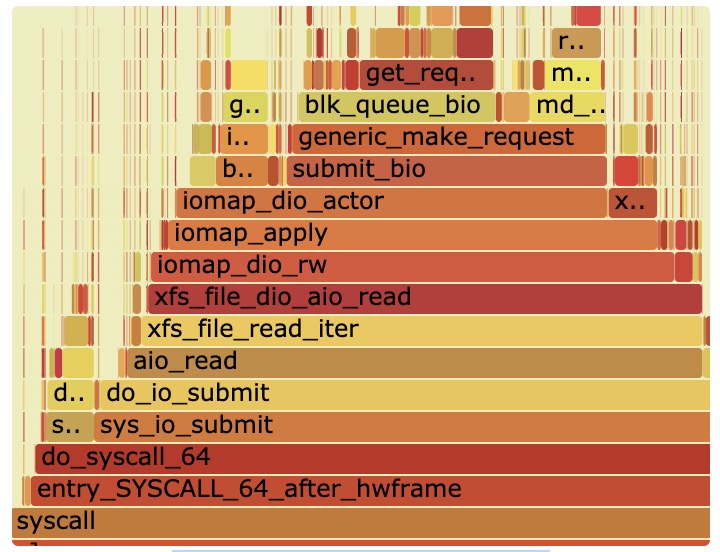 r..
get_req.. m..
g.. blk_queue_bio md_..
i.. generic_make_request
b.. submit_bio
iomap_dio_actor x..
iomap_apply
iomap_dio_rw
xfs_file_dio_aio_read
xfs_file_read_iter
aio_read
d.. do_io_submit
s.. sys_io_submit
do_syscall_64
entry_SYSCALL_64_after_hwframe
syscall